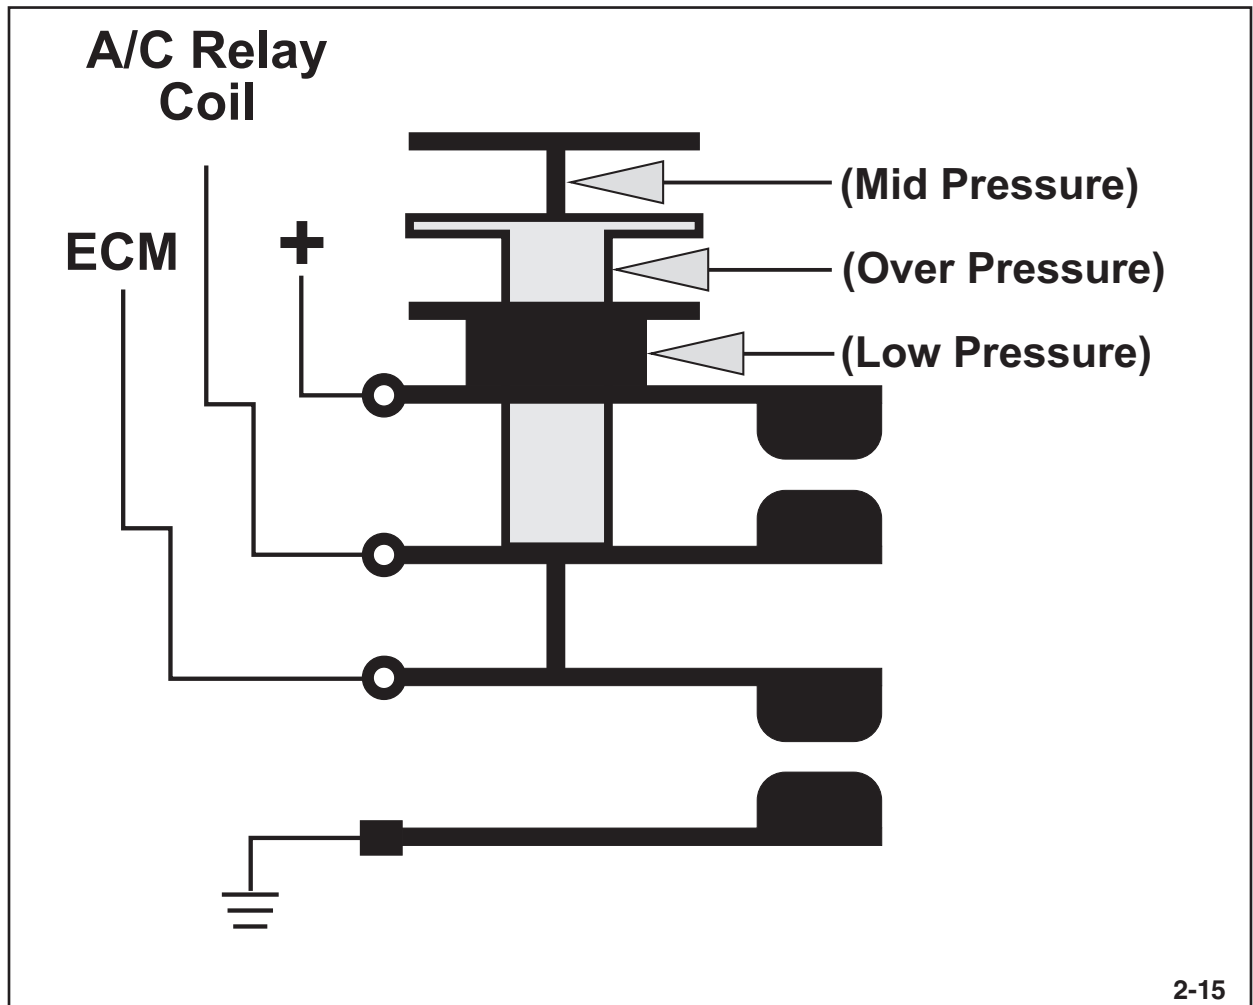 A/C Relay
Coil
ECM
+
(Mid Pressure)
(Over Pressure)
(Low Pressure)
2-15